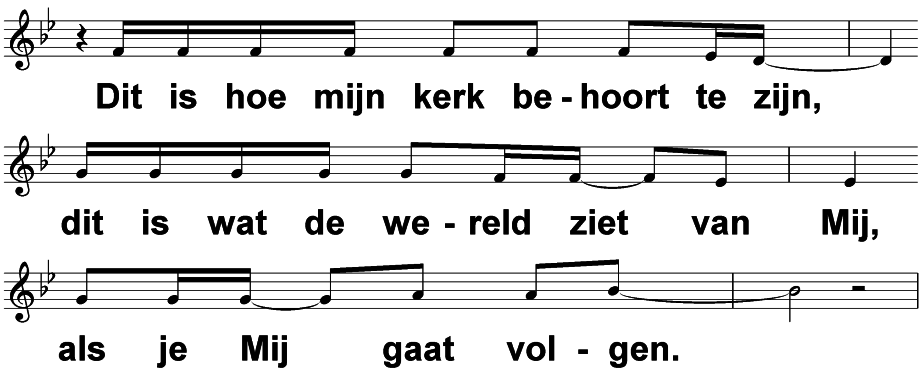 Dit is hoe mijn kerk be - hoort te zijn,
dit is wat de we - reld ziet van Mij,
als je Mij gaat vol - gen.